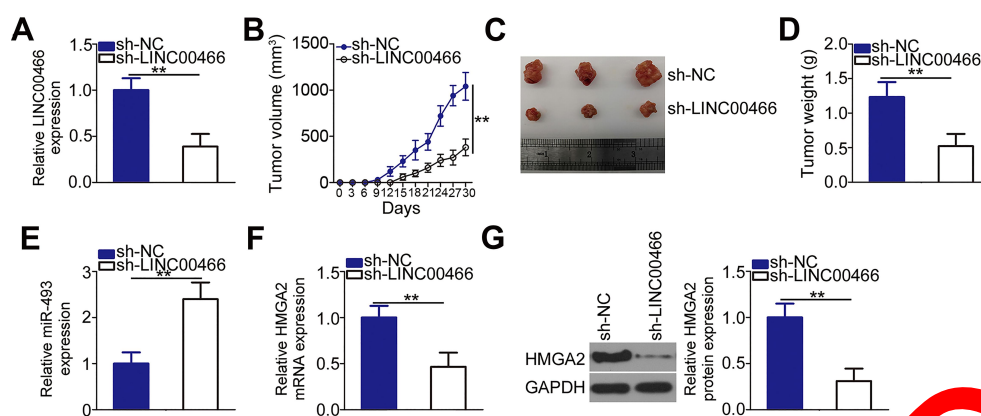 A
sh-NC
sh-LINC00466
Relative LINC00466
expression
1.5
1.0
0.5
0.0
**
B
sh-NC
sh-LINC00466
Tumor volume (mm³)
1500
1000
500
0
**
0 3 6 9 12 15 18 21 24 27 30
Days
C
sh-NC
sh-LINC00466
1 2 3
D
sh-NC
sh-LINC00466
Tumor weight (g)
2.0
1.5
1.0
0.5
0.0
**
E
sh-NC
sh-LINC00466
Relative miR-493
expression
3
2
1
0
**
F
sh-NC
sh-LINC00466
Relative HMGA2
mRNA expression
1.5
1.0
0.5
0.0
**
G
sh-NC
sh-LINC00466
HMGA2
GAPDH
sh-NC
sh-LINC00466
Relative HMGA2
protein expression
1.5
1.0
0.5
0.0
**